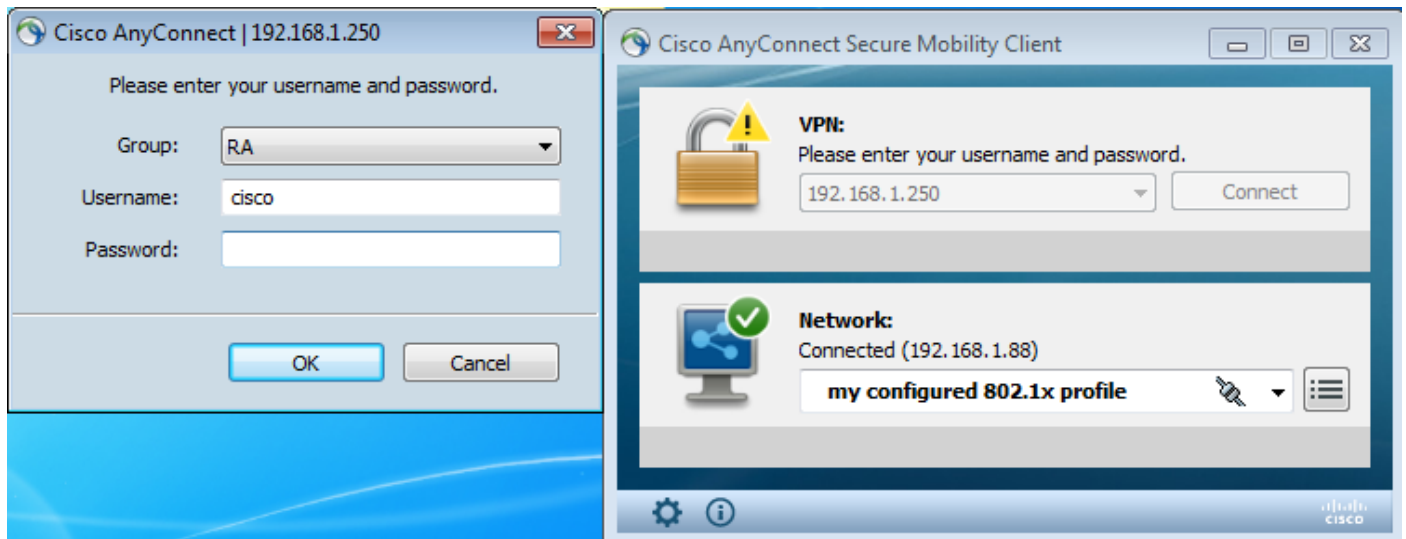 Cisco AnyConnect | 192.168.1.250
Please enter your username and password.
Group: RA
Username: cisco
Password:
OK Cancel
Cisco AnyConnect Secure Mobility Client
VPN:
Please enter your username and password.
192.168.1.250 Connect
Network:
Connected (192.168.1.88)
my configured 802.1x profile
CISCO